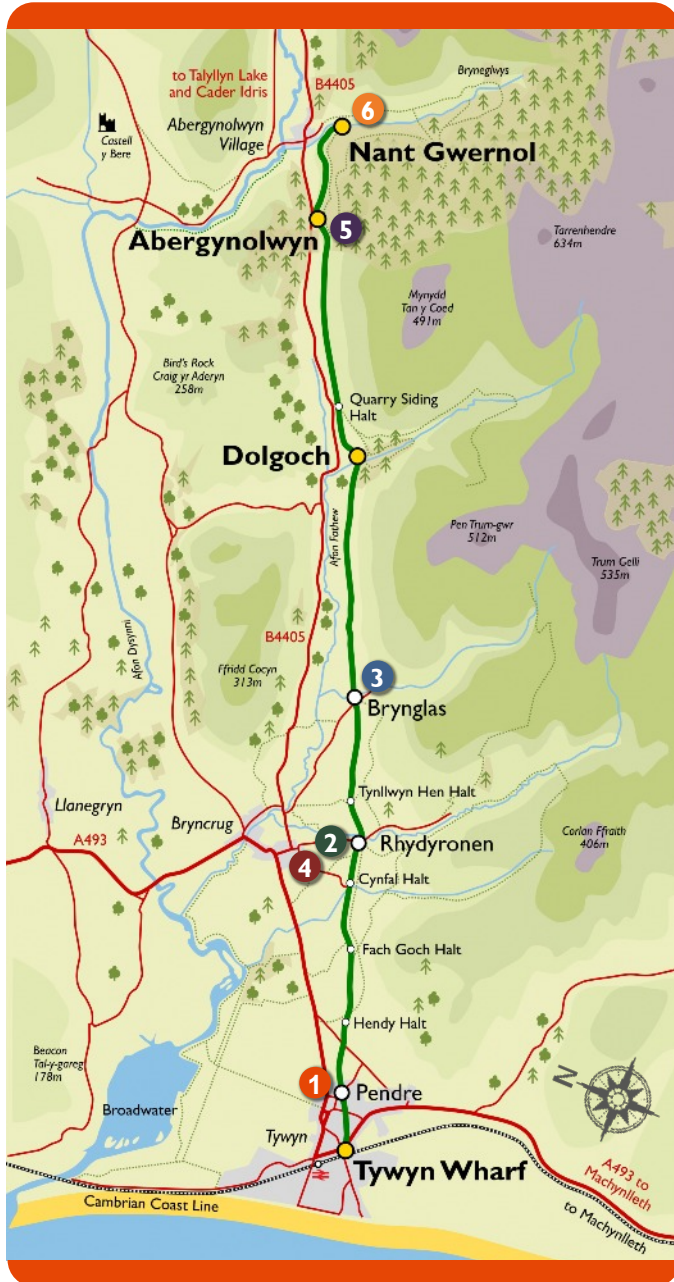 to Talyllyn Lake
and Cader Idris
B4405
Bryneglwys
6
Abergynolwyn
Village
Castell
y Bere
Nant Gwernol
Abergynolwyn
5
Tarrenhendre
634m
Mynydd
Tan y Coed
491m
Bird's Rock
Craig yr Aderyn
258m
Quarry Siding
Halt
Dolgoch
Afan Fathew
Pen Trum-gwr
512m
Trum Gelli
535m
B4405
Afon Dysynni
Ffridd Cocyn
313m
3
Brynglas
Llanegryn
Tynllwyn Hen Halt
Bryncrug
A493
2
Rhydyronen
Corlan Ffraith
406m
4
Cynfal Halt
Fach Goch Halt
Hendy Halt
Beacon
Tal-y-gareg
178m
1
Pendre
N
Broadwater
Tywyn
Tywyn Wharf
A493 to
Machynlleth
to Machynlleth
Cambrian Coast Line